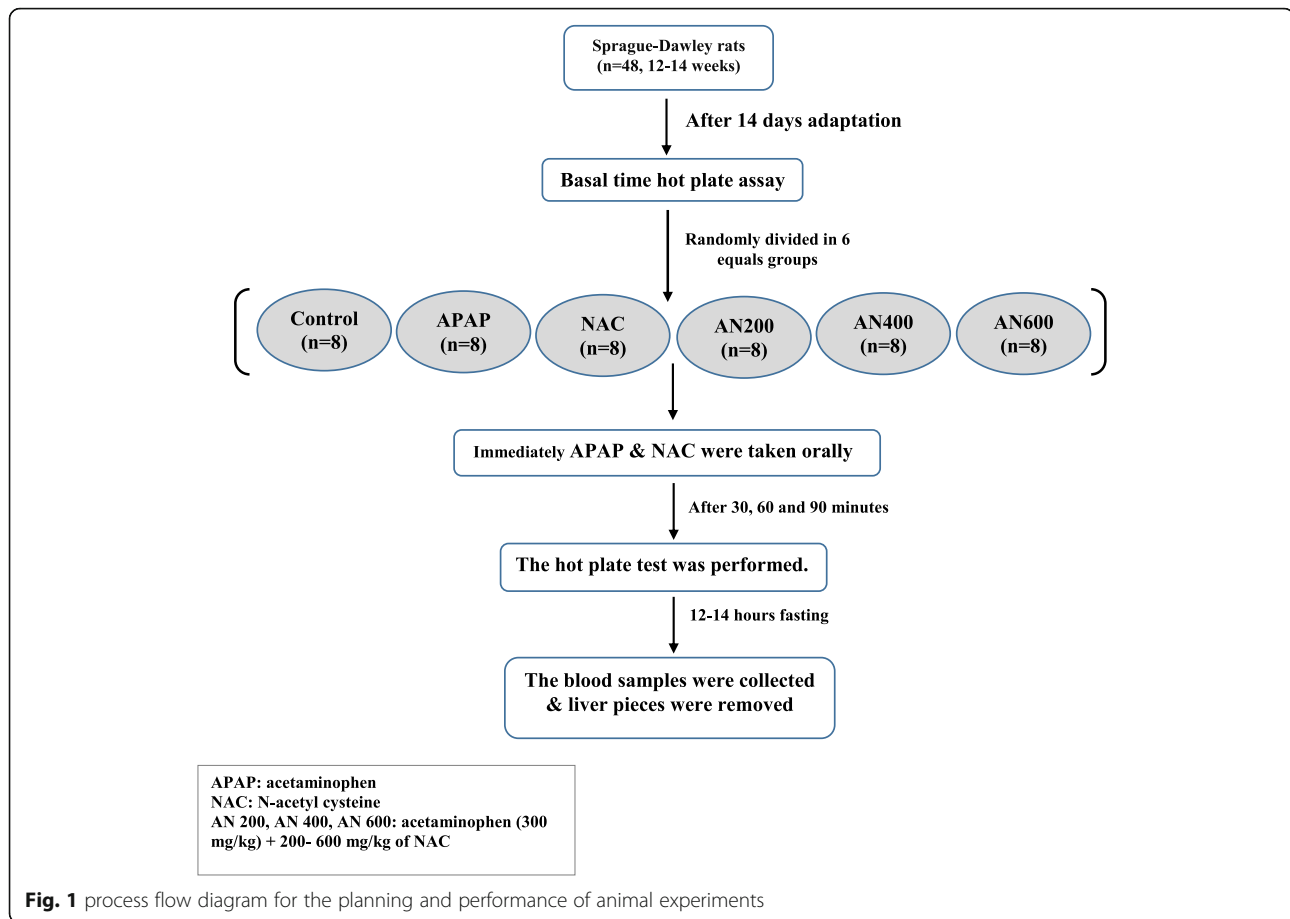 Sprague-Dawley rats
(n=48, 12-14 weeks)
After 14 days adaptation
Basal time hot plate assay
Randomly divided in 6
equals groups
Control
(n=8)
APAP
(n=8)
NAC
(n=8)
AN200
(n=8)
AN400
(n=8)
AN600
(n=8)
Immediately APAP & NAC were taken orally
After 30, 60 and 90 minutes
The hot plate test was performed.
12-14 hours fasting
The blood samples were collected
& liver pieces were removed
APAP: acetaminophen
NAC: N-acetyl cysteine
AN 200, AN 400, AN 600: acetaminophen (300
mg/kg) + 200- 600 mg/kg of NAC
Fig. 1 process flow diagram for the planning and performance of animal experiments